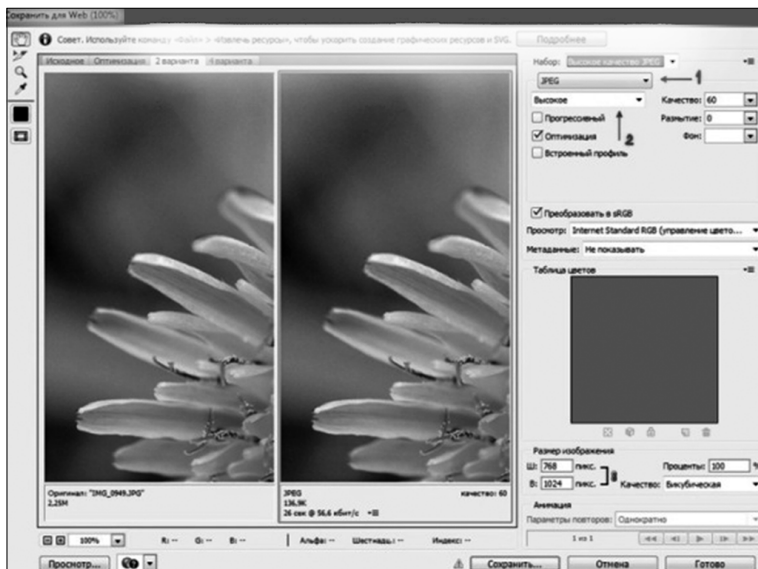 Сохранить для Web (100%)
Совет. Используйте команду «Файл» > «Извлечь ресурсы», чтобы ускорить создание графических ресурсов и SVG.
Подробнее
Исходное Оптимизация 2 варианта 4 варианта
Набор: Высокое качество JPEG
JPEG 1
Высокое Качество: 60
Прогрессивный Размытие: 0
Оптимизация 2 Фон:
Встроенный профиль
Преобразовать в sRGB
Просмотр: Internet Standard RGB (управление цвето...
Метаданные: Не показывать
Таблица цветов
Размер изображения
Ш: 768 пикс. Проценты: 100 %
В: 1024 пикс. Качество: Бикубическая
Оригинал: "IMG_0949.JPG"
2,25M
JPEG качество: 60
136,9K
26 сек @ 56,6 кбит/с
Анимация
Параметры повторов: Однократно
1 из 1
100% R: -- G: -- B: -- Альфа: -- Шестнадц.: -- Индекс: --
Просмотр... Сохранить... Отмена Готово